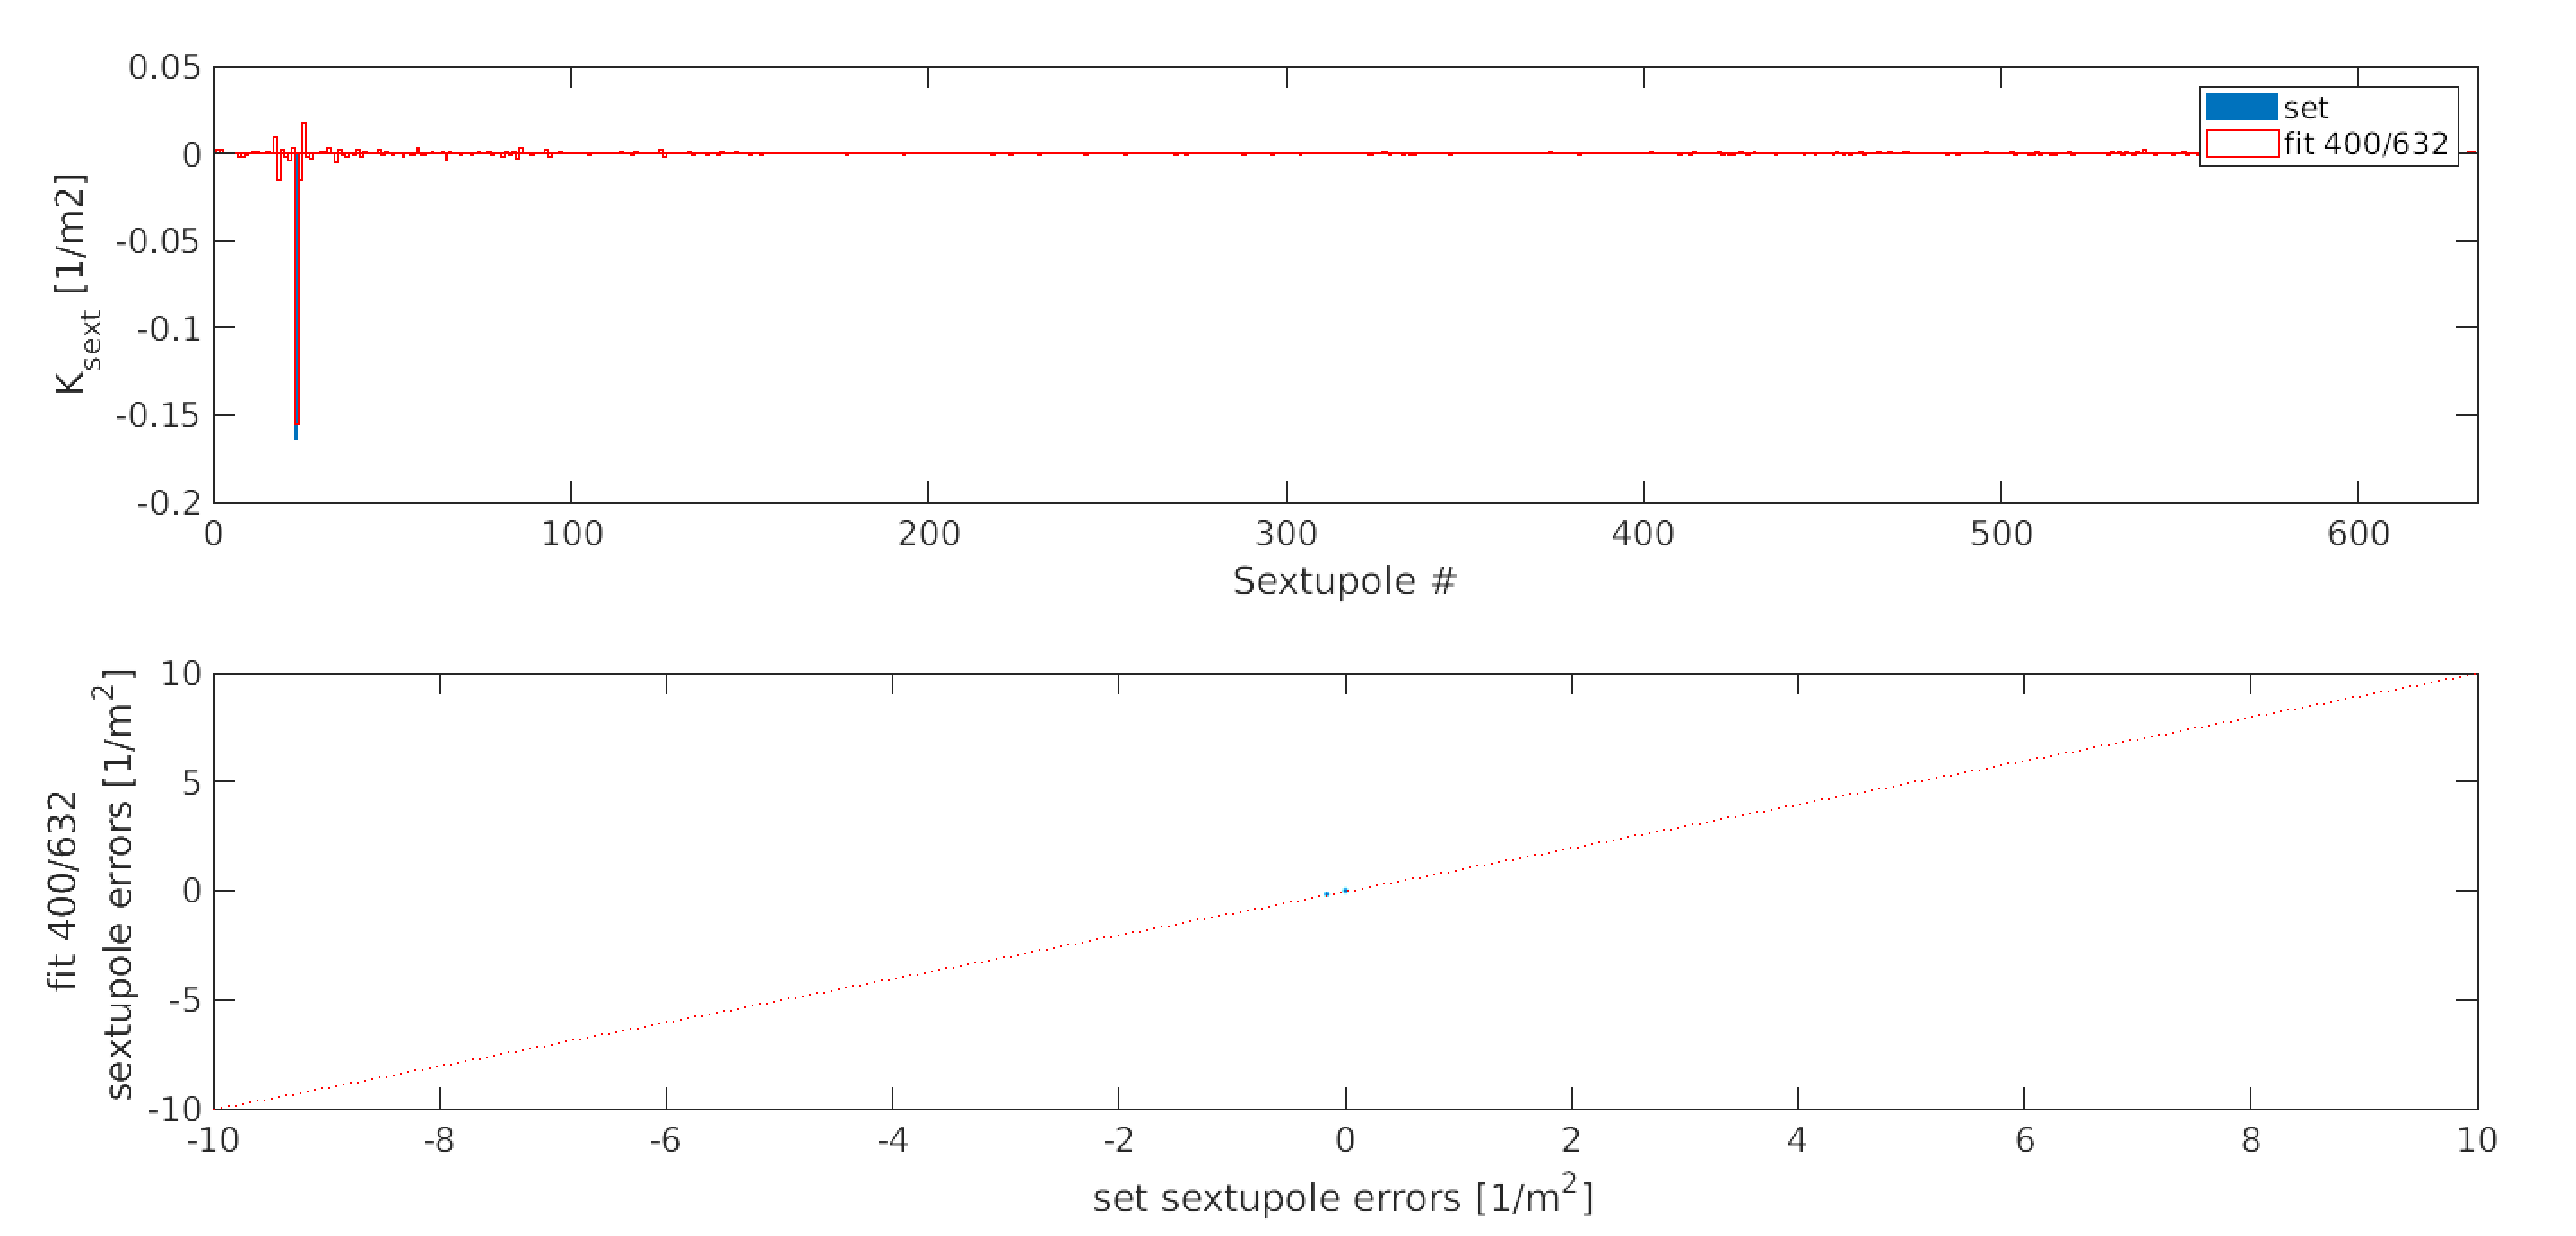 0.05
0
-0.05
-0.1
-0.15
-0.2
K_sext [1/m2]
set
fit 400/632
0 100 200 300 400 500 600
Sextupole #
10
5
0
-5
-10
fit 400/632
sextupole errors [1/m²]
-10 -8 -6 -4 -2 0 2 4 6 8 10
set sextupole errors [1/m²]